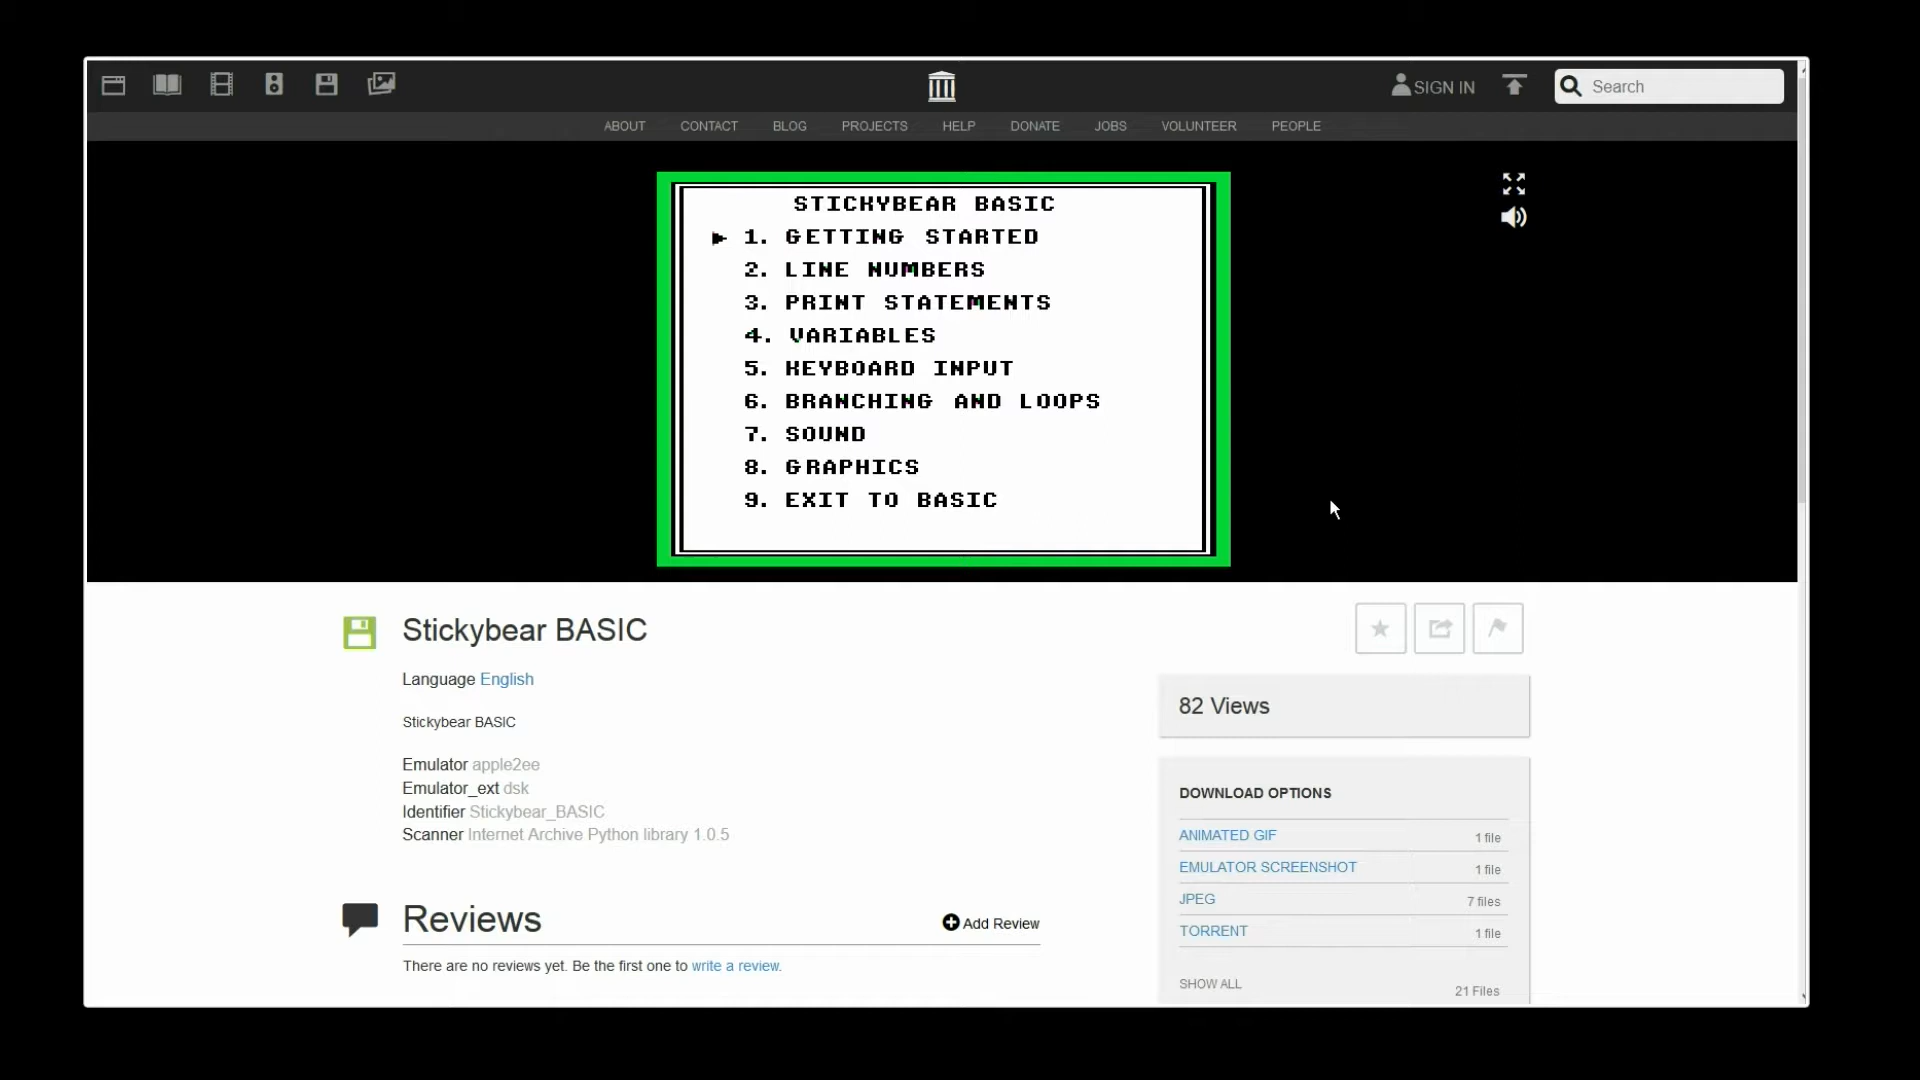 SIGN IN
Search
ABOUT CONTACT BLOG PROJECTS HELP DONATE JOBS VOLUNTEER PEOPLE
STICKYBEAR BASIC
1. GETTING STARTED
2. LINE NUMBERS
3. PRINT STATEMENTS
4. VARIABLES
5. KEYBOARD INPUT
6. BRANCHING AND LOOPS
7. SOUND
8. GRAPHICS
9. EXIT TO BASIC
Stickybear BASIC
Language English
Stickybear BASIC
Emulator apple2ee
Emulator_ext dsk
Identifier Stickybear_BASIC
Scanner Internet Archive Python library 1.0.5
Reviews
Add Review
There are no reviews yet. Be the first one to write a review.
82 Views
DOWNLOAD OPTIONS
ANIMATED GIF 1 file
EMULATOR SCREENSHOT 1 file
JPEG 7 files
TORRENT 1 file
SHOW ALL 21 Files